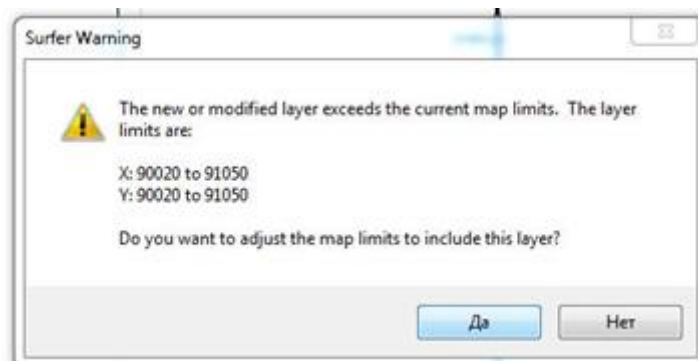 Surfer Warning
The new or modified layer exceeds the current map limits. The layer
limits are:
X: 90020 to 91050
Y: 90020 to 91050
Do you want to adjust the map limits to include this layer?
Да
Нет